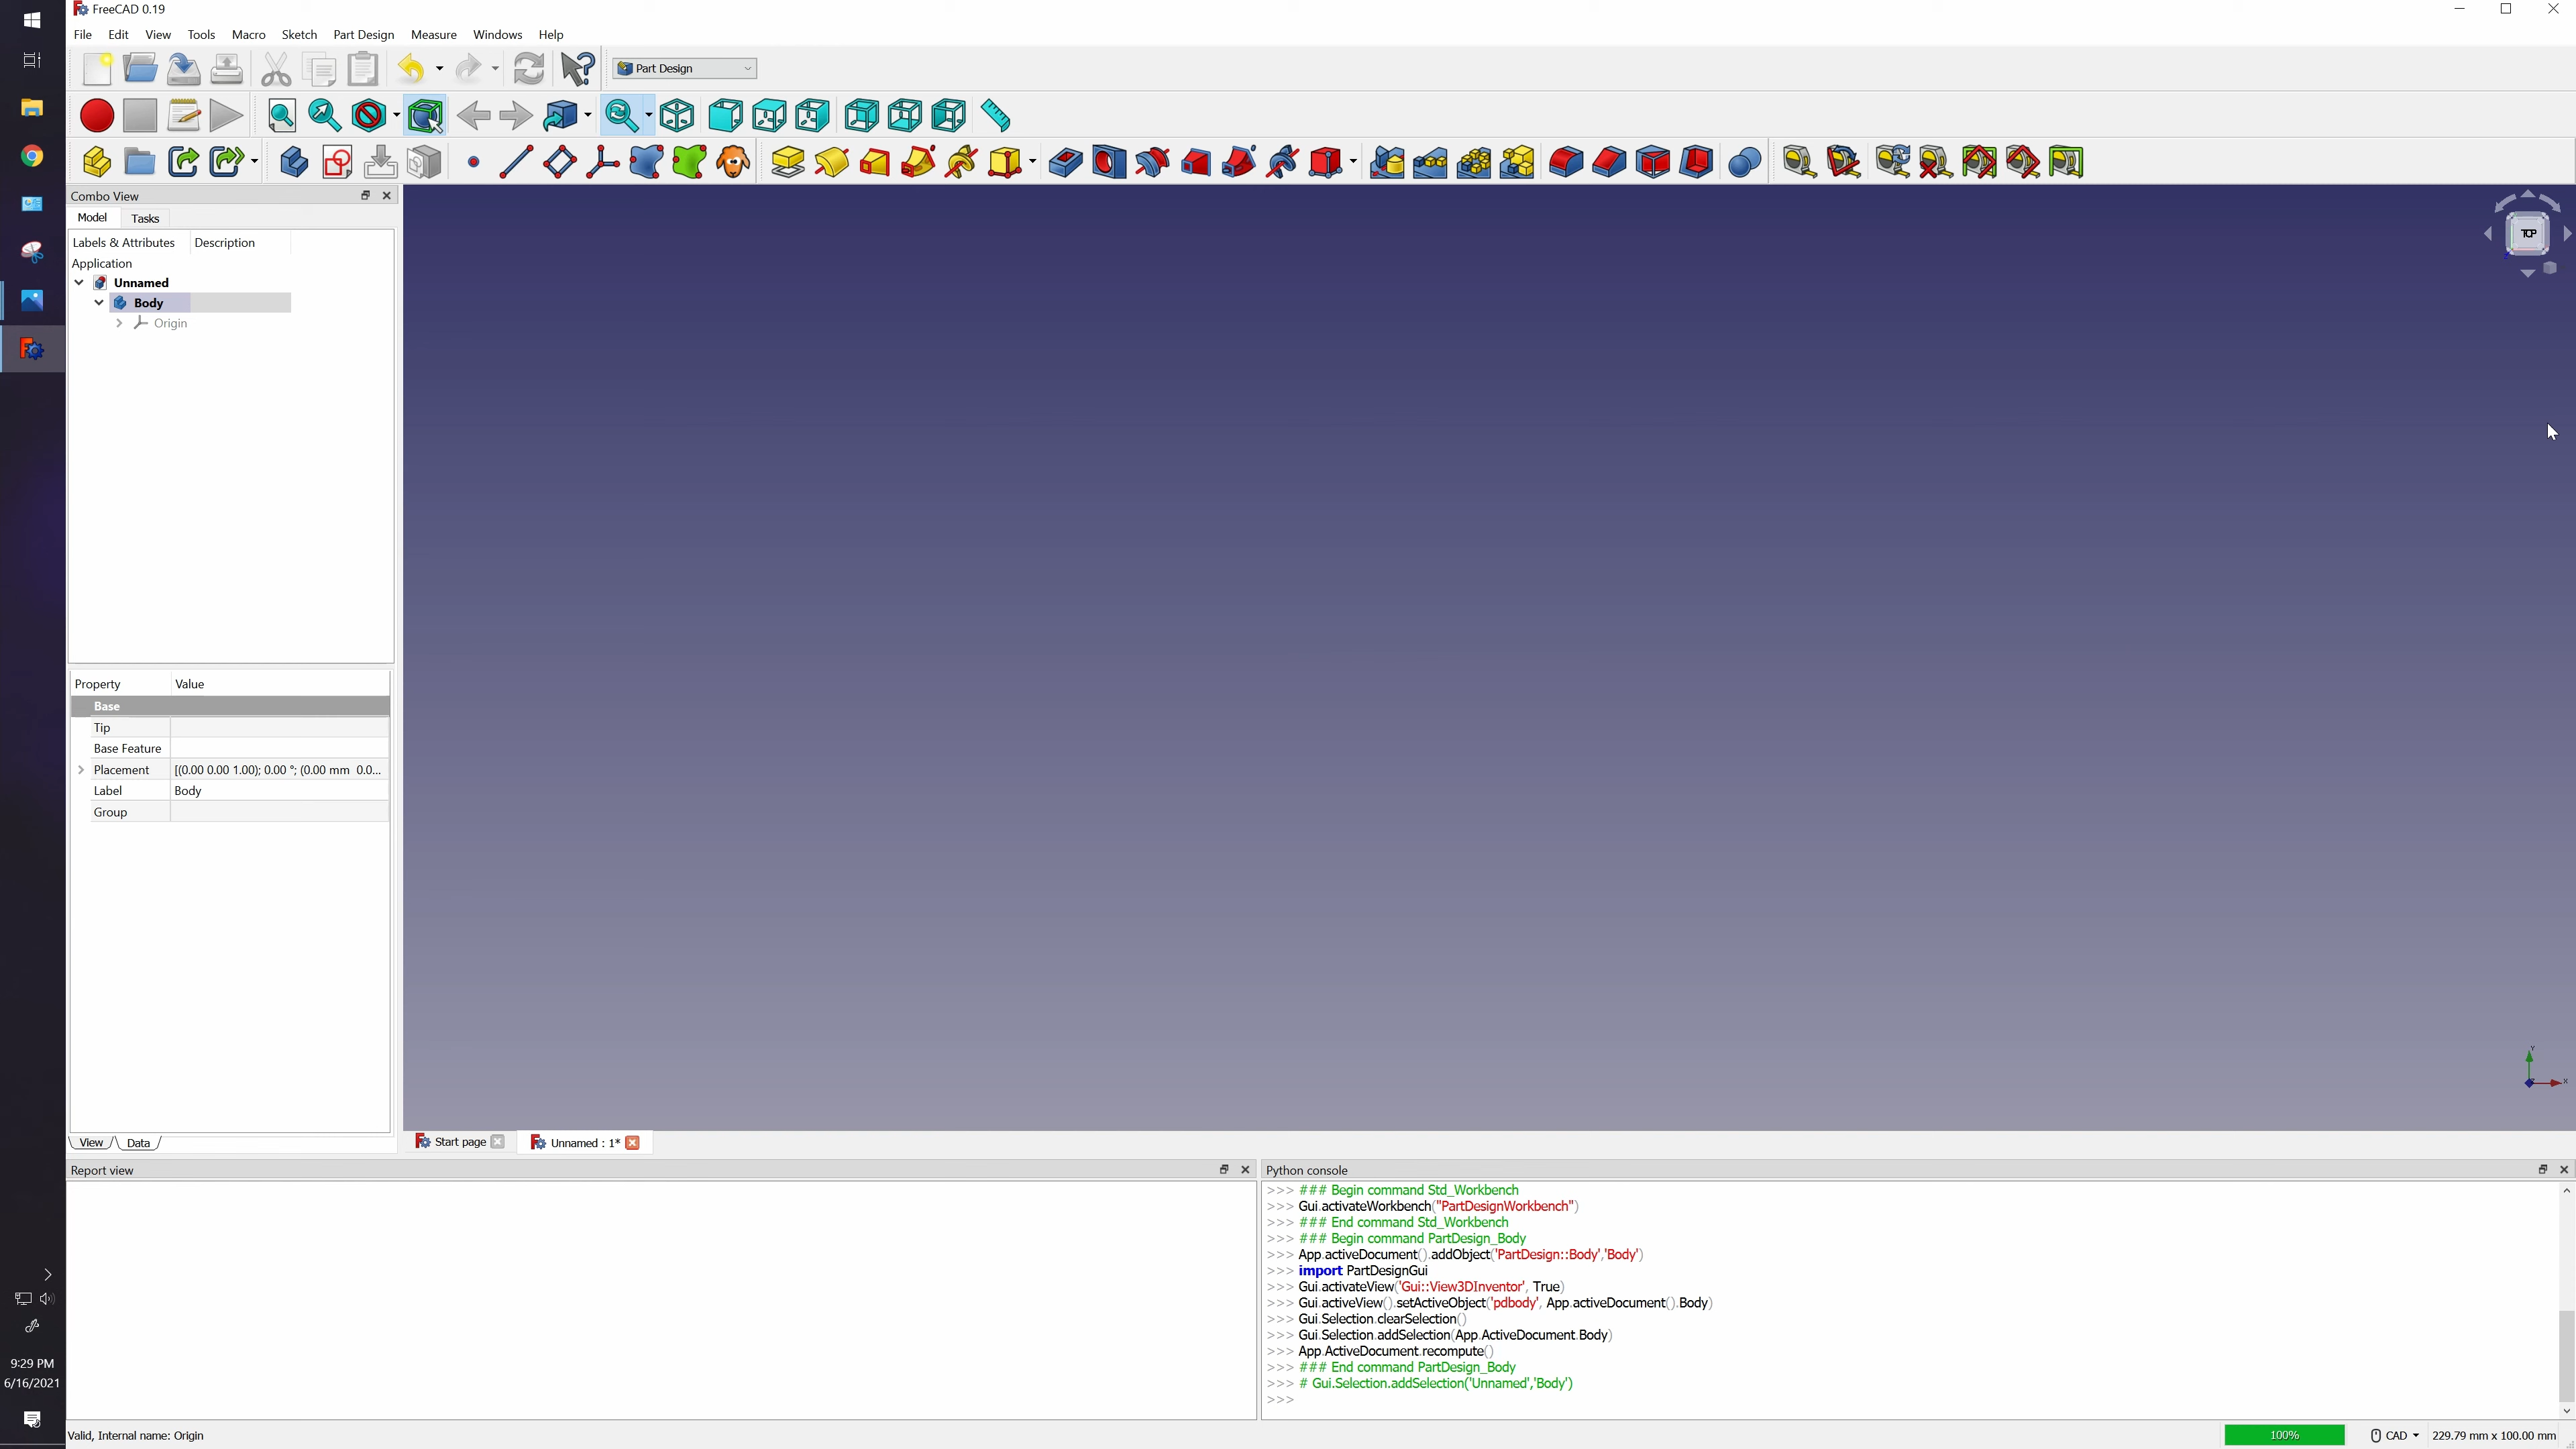 FreeCAD 0.19
File Edit View Tools Macro Sketch Part Design Measure Windows Help
Part Design
Combo View
Model Tasks
Labels & Attributes Description
Application
Unnamed
Body
Origin
TOP
Property Value
Base
Tip
Base Feature
Placement [(0.00 0.00 1.00); 0.00 °; (0.00 mm 0.0...
Label Body
Group
Y
X
View Data
Start page Unnamed : 1*
Report view
Python console
>>> ### Begin command Std_Workbench
>>> Gui.activateWorkbench("PartDesignWorkbench")
>>> ### End command Std_Workbench
>>> ### Begin command PartDesign_Body
>>> App.activeDocument().addObject('PartDesign::Body','Body')
>>> import PartDesignGui
>>> Gui.activateView('Gui::View3DInventor', True)
>>> Gui.activeView().setActiveObject('pdbody', App.activeDocument().Body)
>>> Gui.Selection.clearSelection()
>>> Gui.Selection.addSelection(App.ActiveDocument.Body)
>>> App.ActiveDocument.recompute()
>>> ### End command PartDesign_Body
>>> # Gui.Selection.addSelection('Unnamed','Body')
>>>
9:29 PM
6/16/2021
Valid, Internal name: Origin
100% CAD 229.79 mm x 100.00 mm